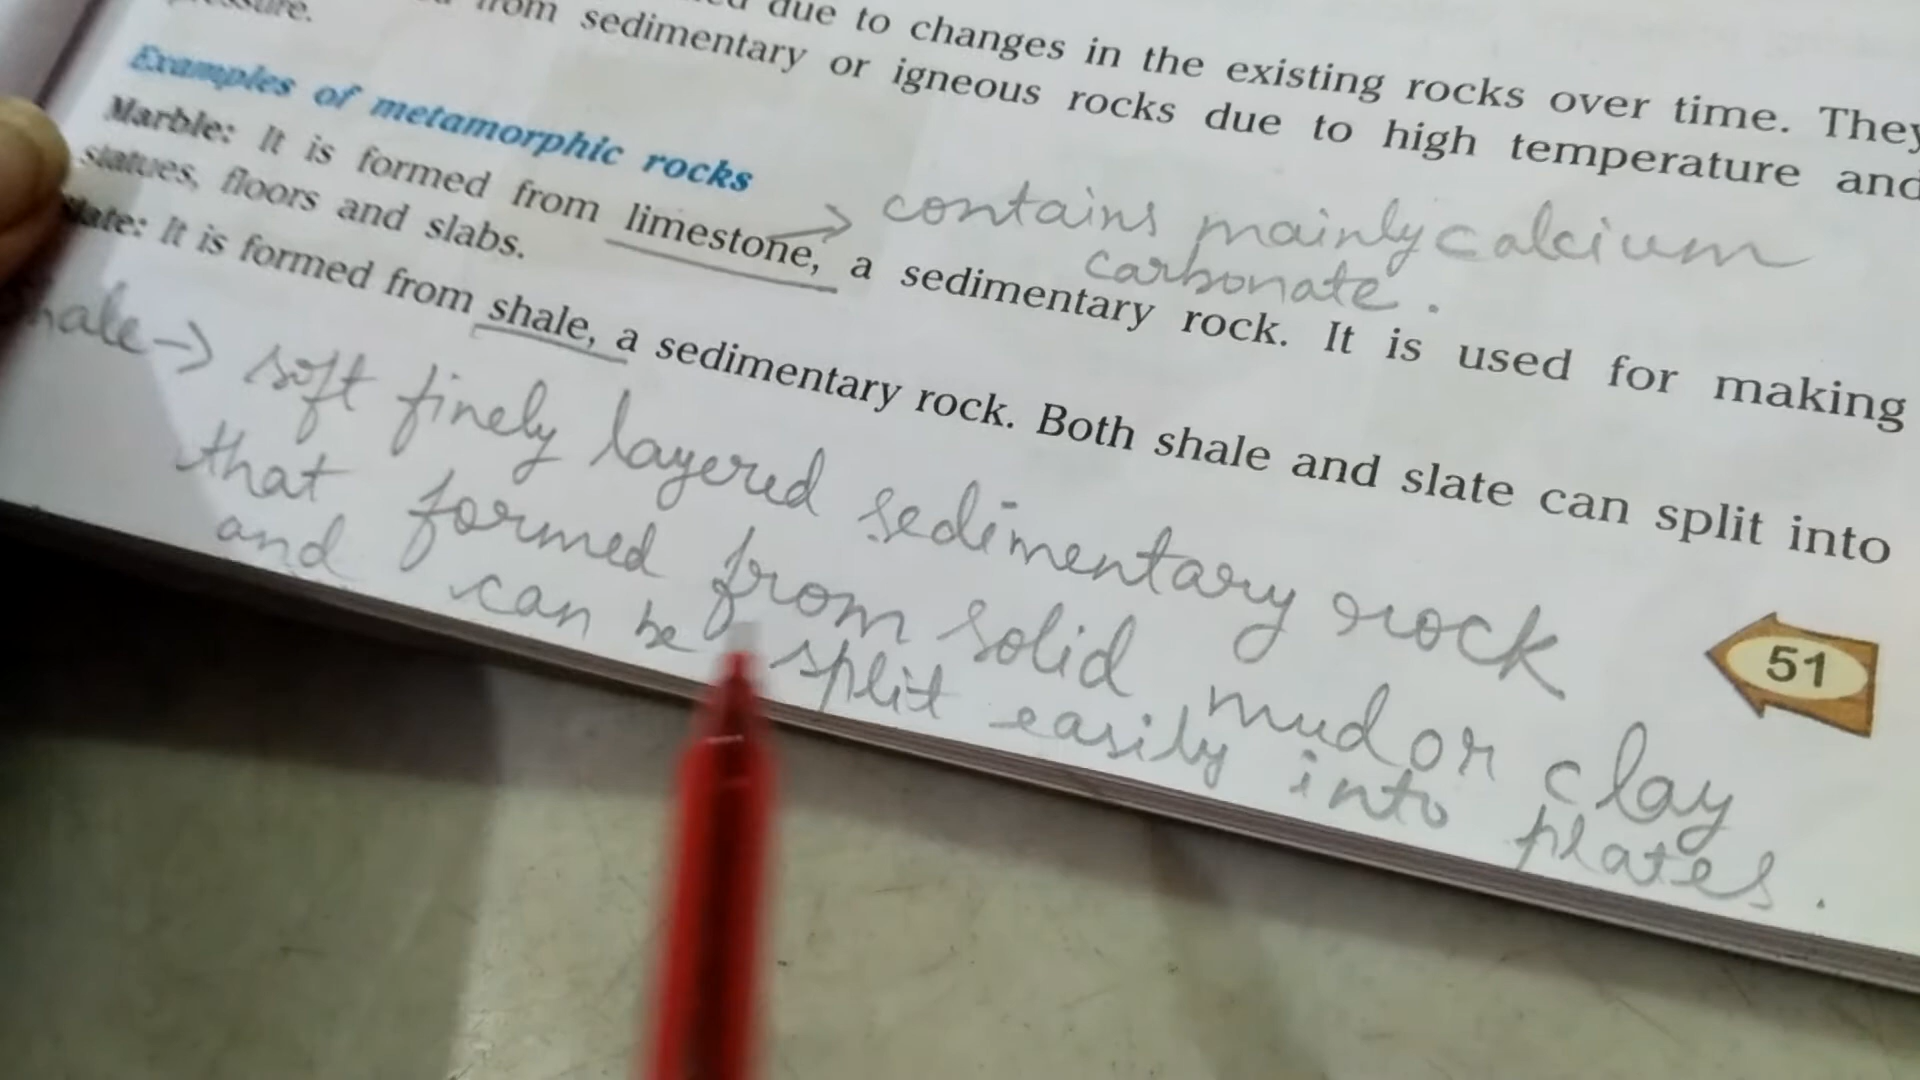 due to changes in the existing rocks over time. They
from sedimentary or igneous rocks due to high temperature and
pressure.
Examples of metamorphic rocks
contains mainly calcium
carbonate.
Marble: It is formed from limestone, a sedimentary rock. It is used for making
statues, floors and slabs.
Slate: It is formed from shale, a sedimentary rock. Both shale and slate can split into
shale → soft finely layered sedimentary rock
that formed from solid mud or clay
and can be split easily into plates.
51